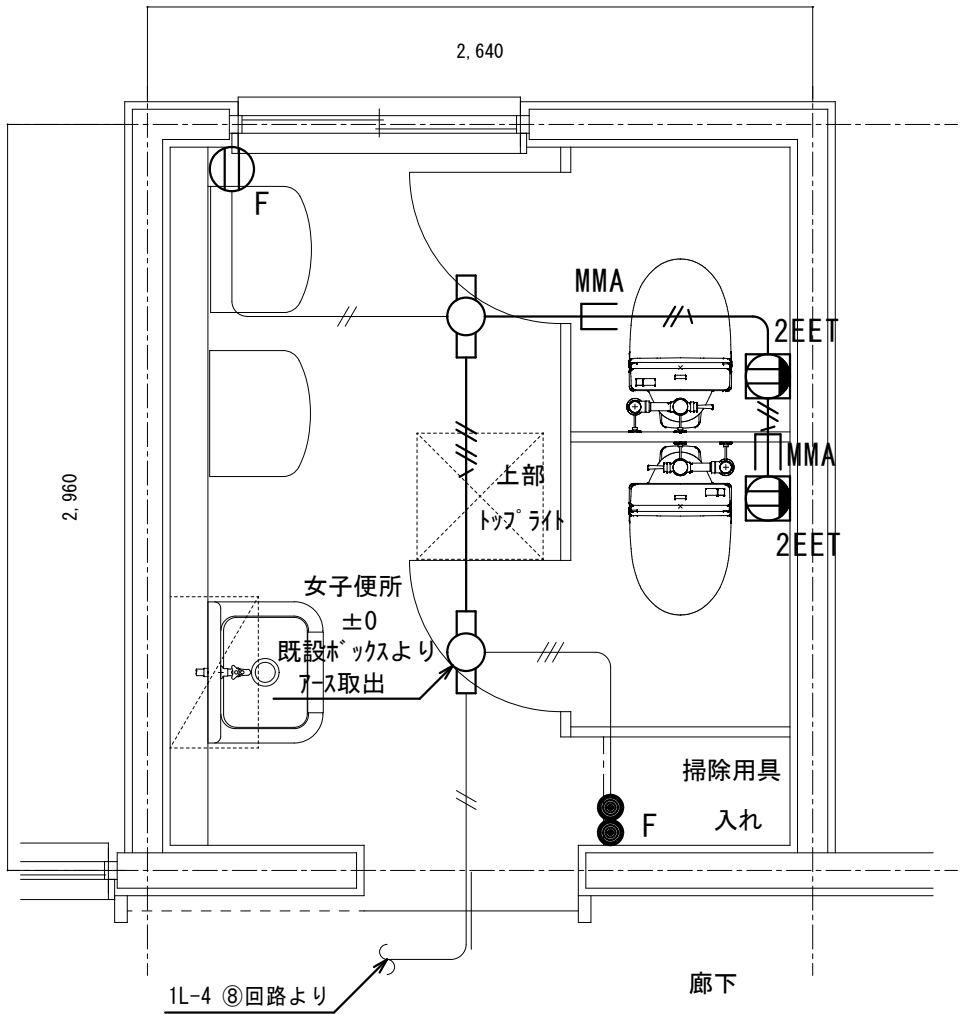 2,640
F
MMA
2EET
2,960
MMA
上部
トップライト
2EET
女子便所
±0
既設ボックスより
アース取出
掃除用具
F
入れ
廊下
1L-4 ⑧回路より